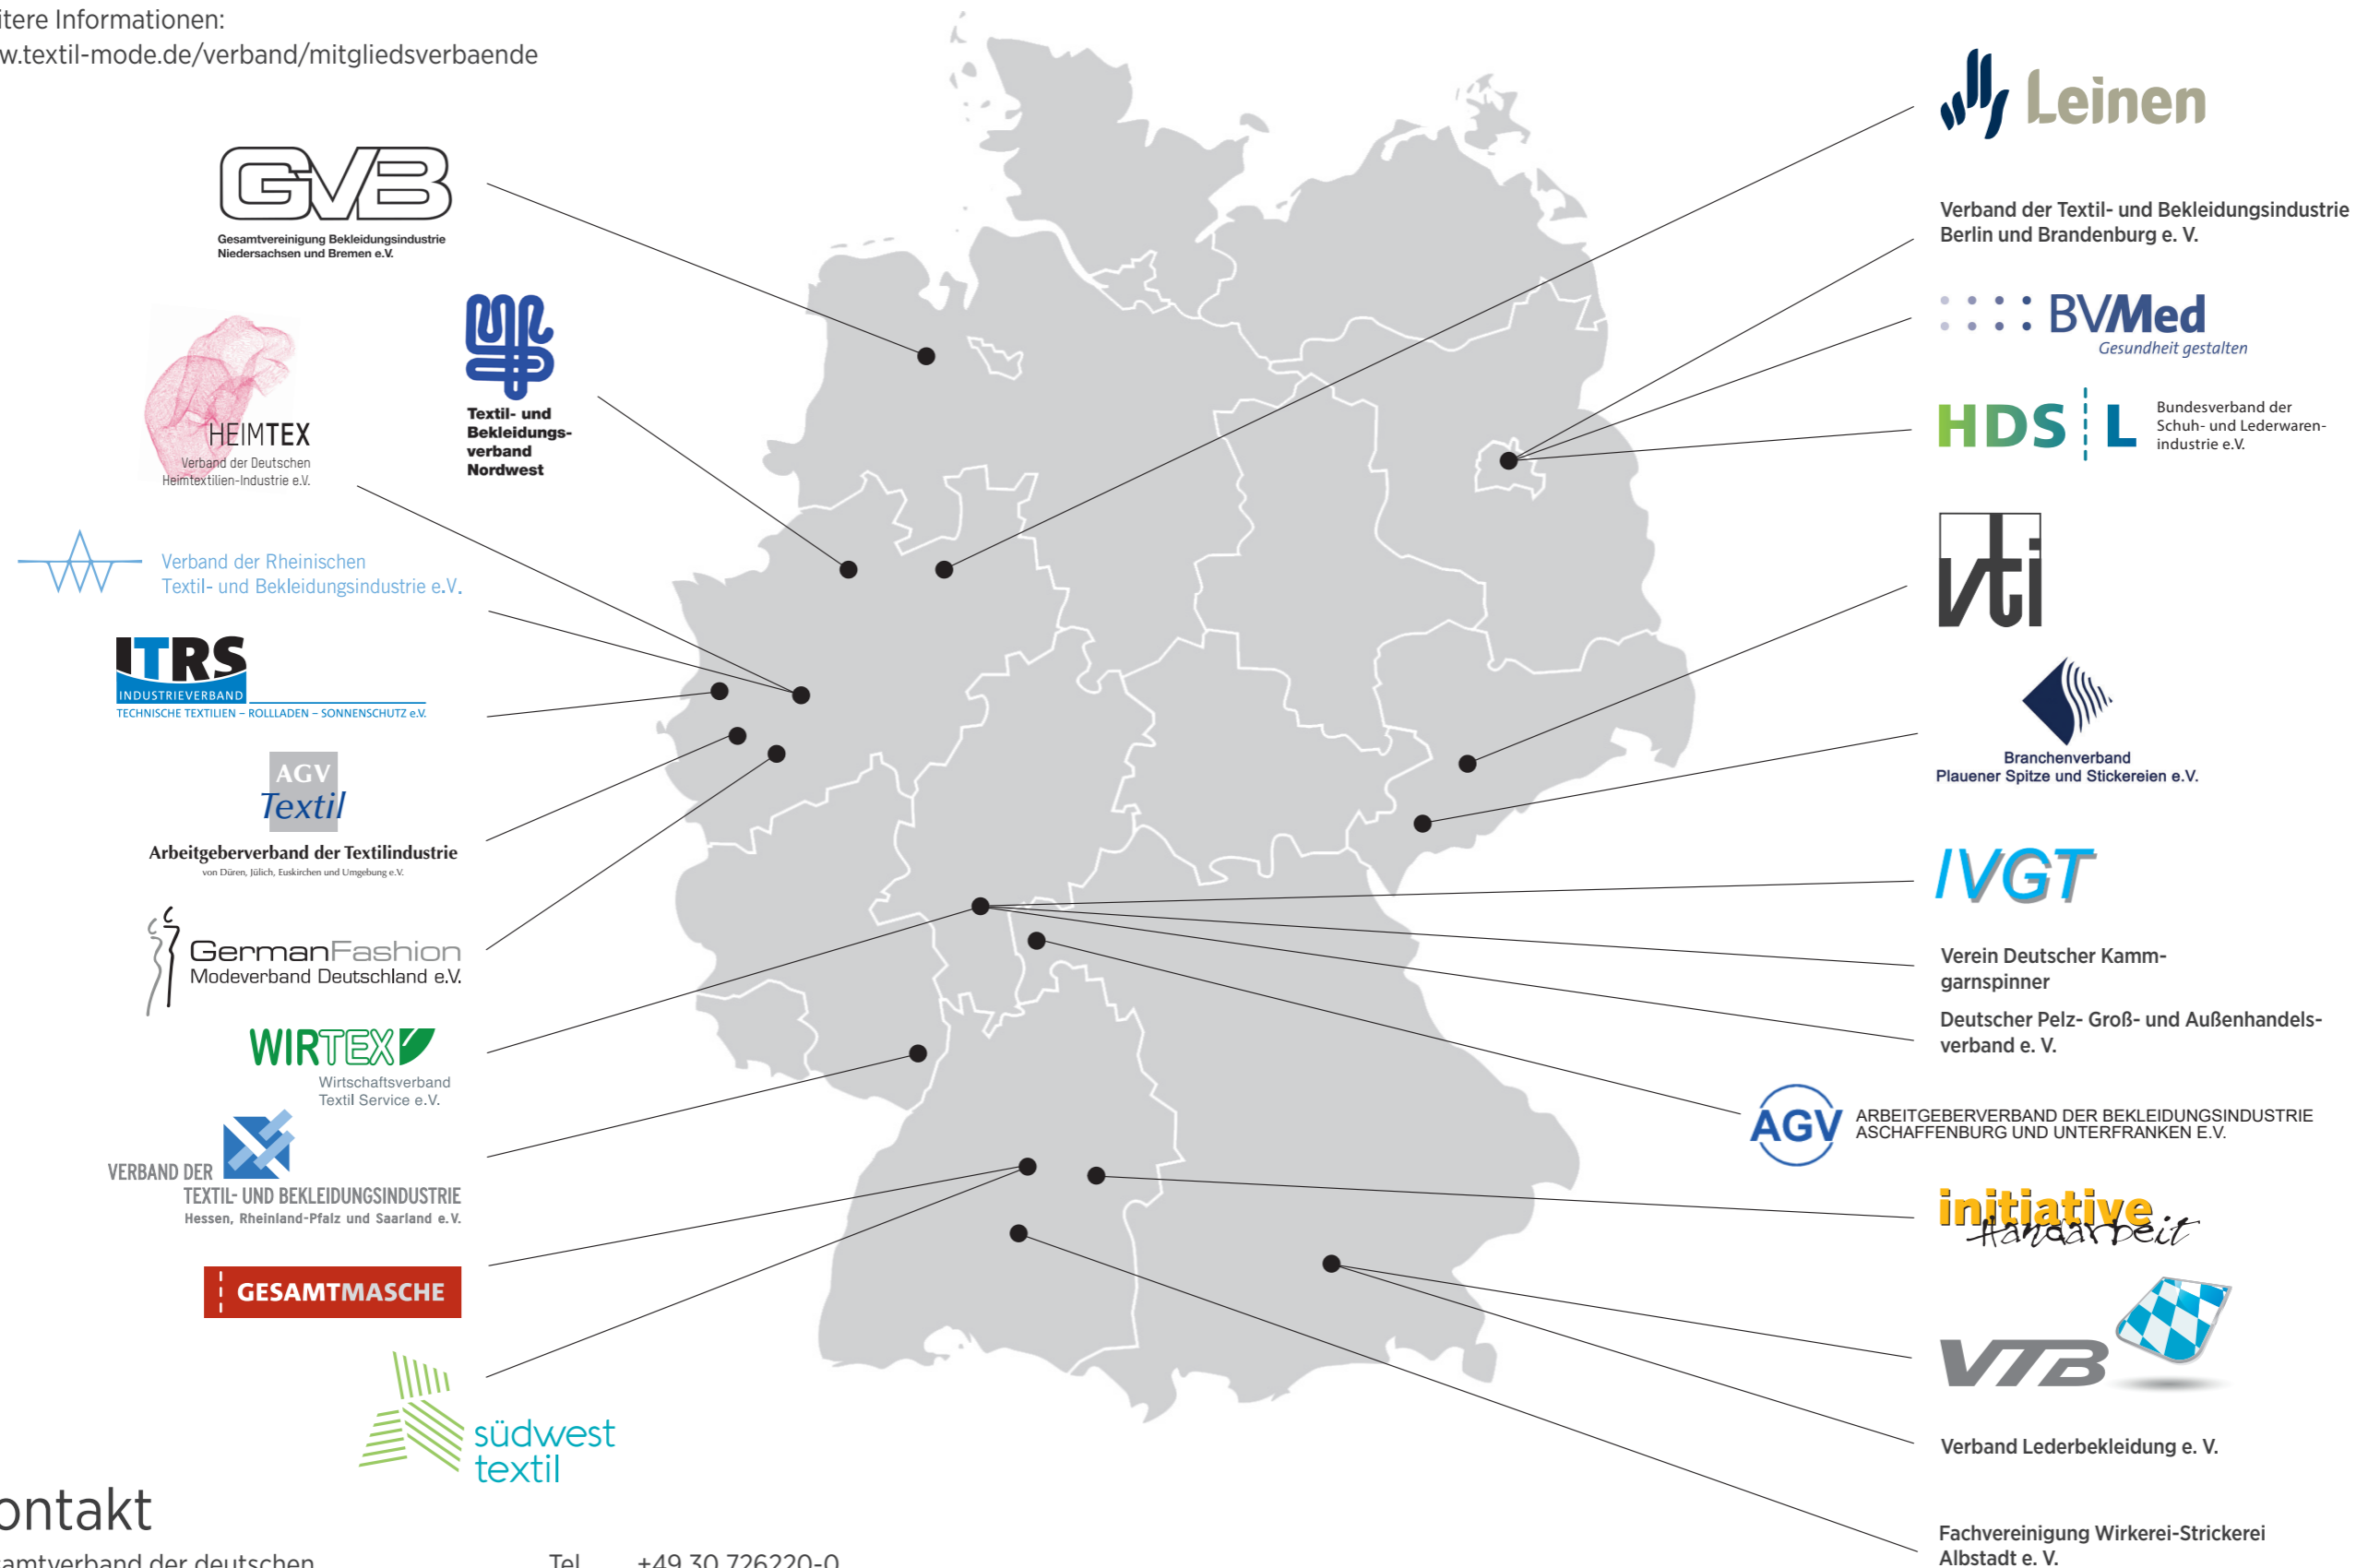 itere Informationen:
w.textil-mode.de/verband/mitgliedsverbaende
GVB
Gesamtvereinigung Bekleidungsindustrie
Niedersachsen und Bremen e.V.
HEIMTEX
Verband der Deutschen
Heimtextilien-Industrie e.V.
Textil- und
Bekleidungs-
verband
Nordwest
Verband der Rheinischen
Textil- und Bekleidungsindustrie e.V.
ITRS
INDUSTRIEVERBAND
TECHNISCHE TEXTILIEN – ROLLLADEN – SONNENSCHUTZ e.V.
AGV
Textil
Arbeitgeberverband der Textilindustrie
von Düren, Jülich, Euskirchen und Umgebung e.V.
GermanFashion
Modeverband Deutschland e.V.
WIRTEX
Wirtschaftsverband
Textil Service e.V.
VERBAND DER
TEXTIL- UND BEKLEIDUNGSINDUSTRIE
Hessen, Rheinland-Pfalz und Saarland e.V.
GESAMTMASCHE
südwest
textil
Leinen
Verband der Textil- und Bekleidungsindustrie
Berlin und Brandenburg e. V.
BVMed
Gesundheit gestalten
HDS L
Bundesverband der
Schuh- und Lederwaren-
industrie e.V.
vti
Branchenverband
Plauener Spitze und Stickereien e.V.
IVGT
Verein Deutscher Kamm-
garnspinner
Deutscher Pelz- Groß- und Außenhandels-
verband e. V.
AGV
ARBEITGEBERVERBAND DER BEKLEIDUNGSINDUSTRIE
ASCHAFFENBURG UND UNTERFRANKEN E.V.
initiative
Handarbeit
VTB
Verband Lederbekleidung e. V.
Fachvereinigung Wirkerei-Strickerei
Albstadt e. V.
ontakt
amtverband der deutschen
Tel +49 30 726220-0